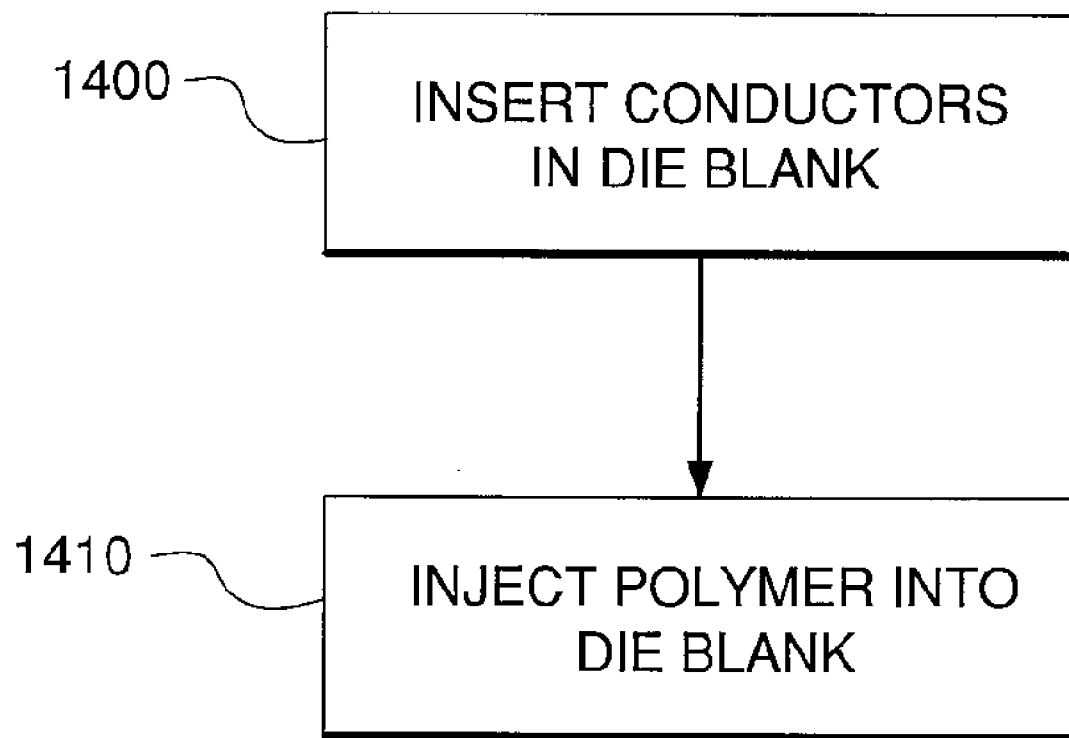 1400
INSERT CONDUCTORS
IN DIE BLANK
1410
INJECT POLYMER INTO
DIE BLANK